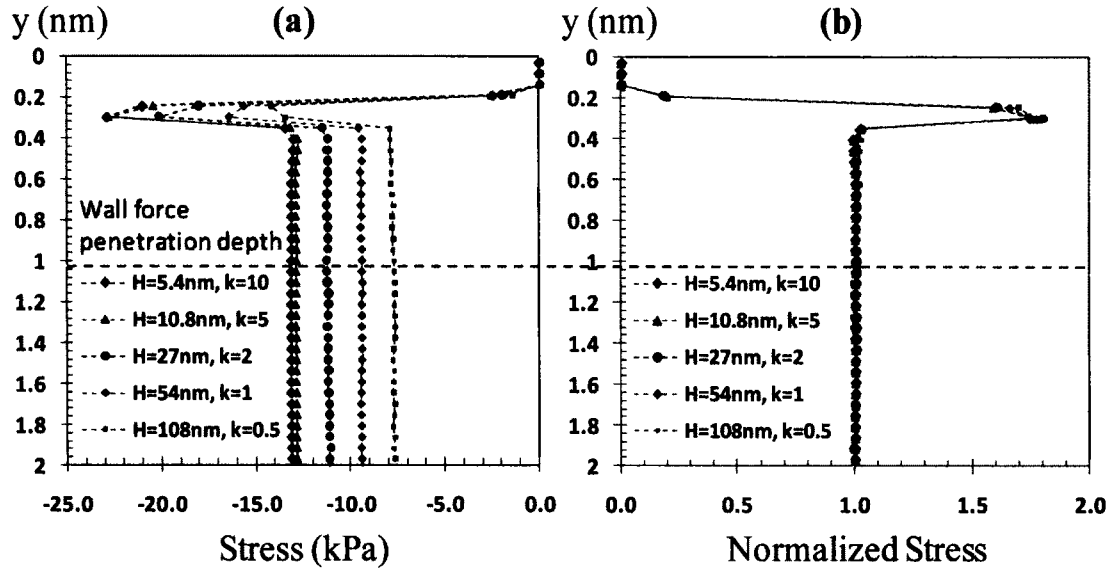 y (nm)
(a)
0
0.2
0.4
0.6
0.8
1
1.2
1.4
1.6
1.8
2
Wall force
penetration depth
H=5.4nm, k=10
H=10.8nm, k=5
H=27nm, k=2
H=54nm, k=1
H=108nm, k=0.5
-25.0 -20.0 -15.0 -10.0 -5.0 0.0
Stress (kPa)
y (nm)
(b)
0
0.2
0.4
0.6
0.8
1
1.2
1.4
1.6
1.8
2
H=5.4nm, k=10
H=10.8nm, k=5
H=27nm, k=2
H=54nm, k=1
H=108nm, k=0.5
0.0 0.5 1.0 1.5 2.0
Normalized Stress